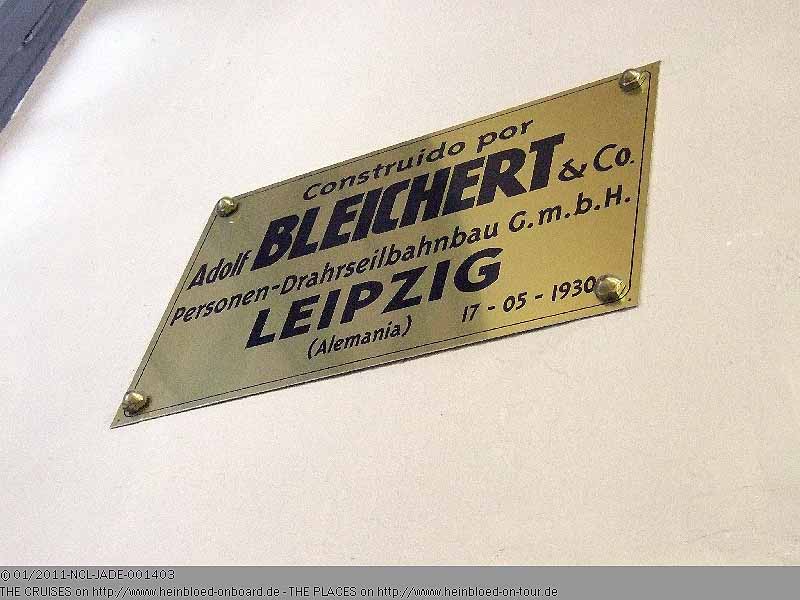 Construido por
Adolf BLEICHERT & Co.
Personen-Drahrseilbahnbau G.m.b.H.
LEIPZIG
(Alemania) 17-05-1930
© 01/2011-NCL-JADE-001403
THE CRUISES on http://www.heinbloed-onboard.de - THE PLACES on http://www.heinbloed-on-tour.de